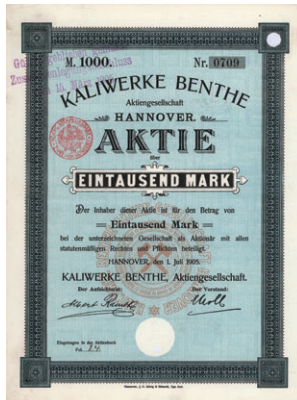 M. 1000. Nr. 0709
KALIWERKE BENTHE
Aktiengesellschaft
HANNOVER.
AKTIE
über
EINTAUSEND MARK
Der Inhaber dieser Aktie ist für den Betrag von
Eintausend Mark
bei der unterzeichneten Gesellschaft als Aktionär mit allen
statutenmäßigen Rechten und Pflichten beteiligt.
HANNOVER, den 1. Juli 1905.
KALIWERKE BENTHE, Aktiengesellschaft.
Der Aufsichtsrat: Der Vorstand:
Eingetragen in das Aktienbuch
Fol.